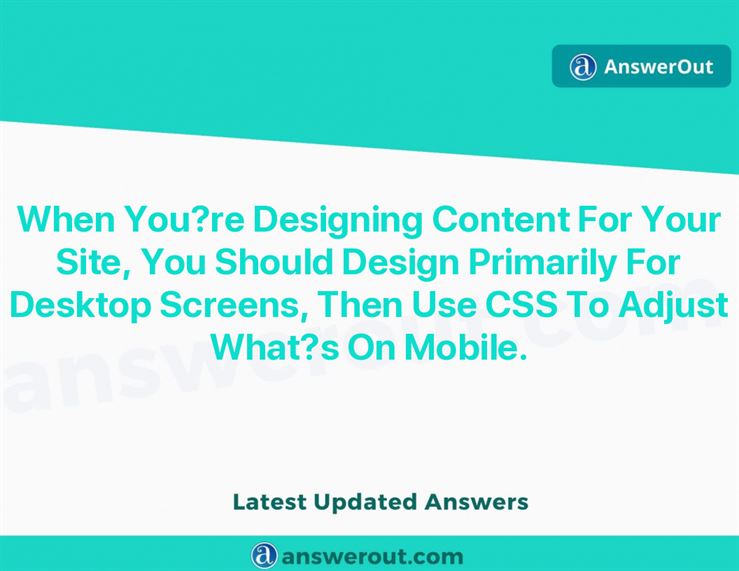 AnswerOut
When You?re Designing Content For Your
Site, You Should Design Primarily For
Desktop Screens, Then Use CSS To Adjust
What?s On Mobile.
answerout.com
Latest Updated Answers
answerout.com